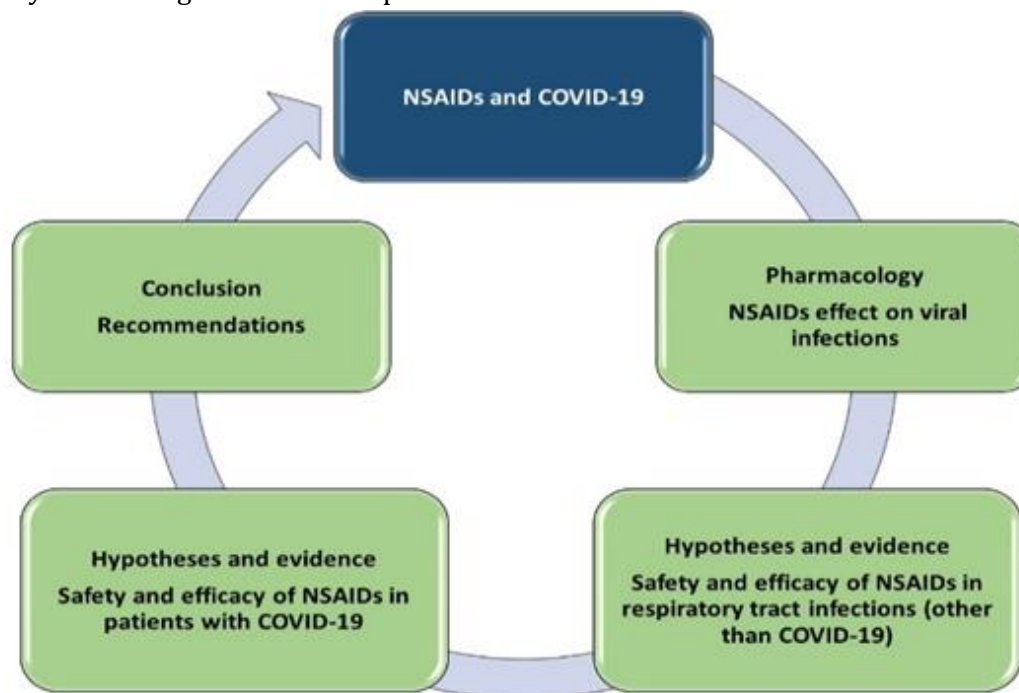 NSAIDs and COVID-19
Pharmacology
NSAIDs effect on viral
infections
Hypotheses and evidence
Safety and efficacy of NSAIDs in
respiratory tract infections (other
than COVID-19)
Hypotheses and evidence
Safety and efficacy of NSAIDs in
patients with COVID-19
Conclusion
Recommendations